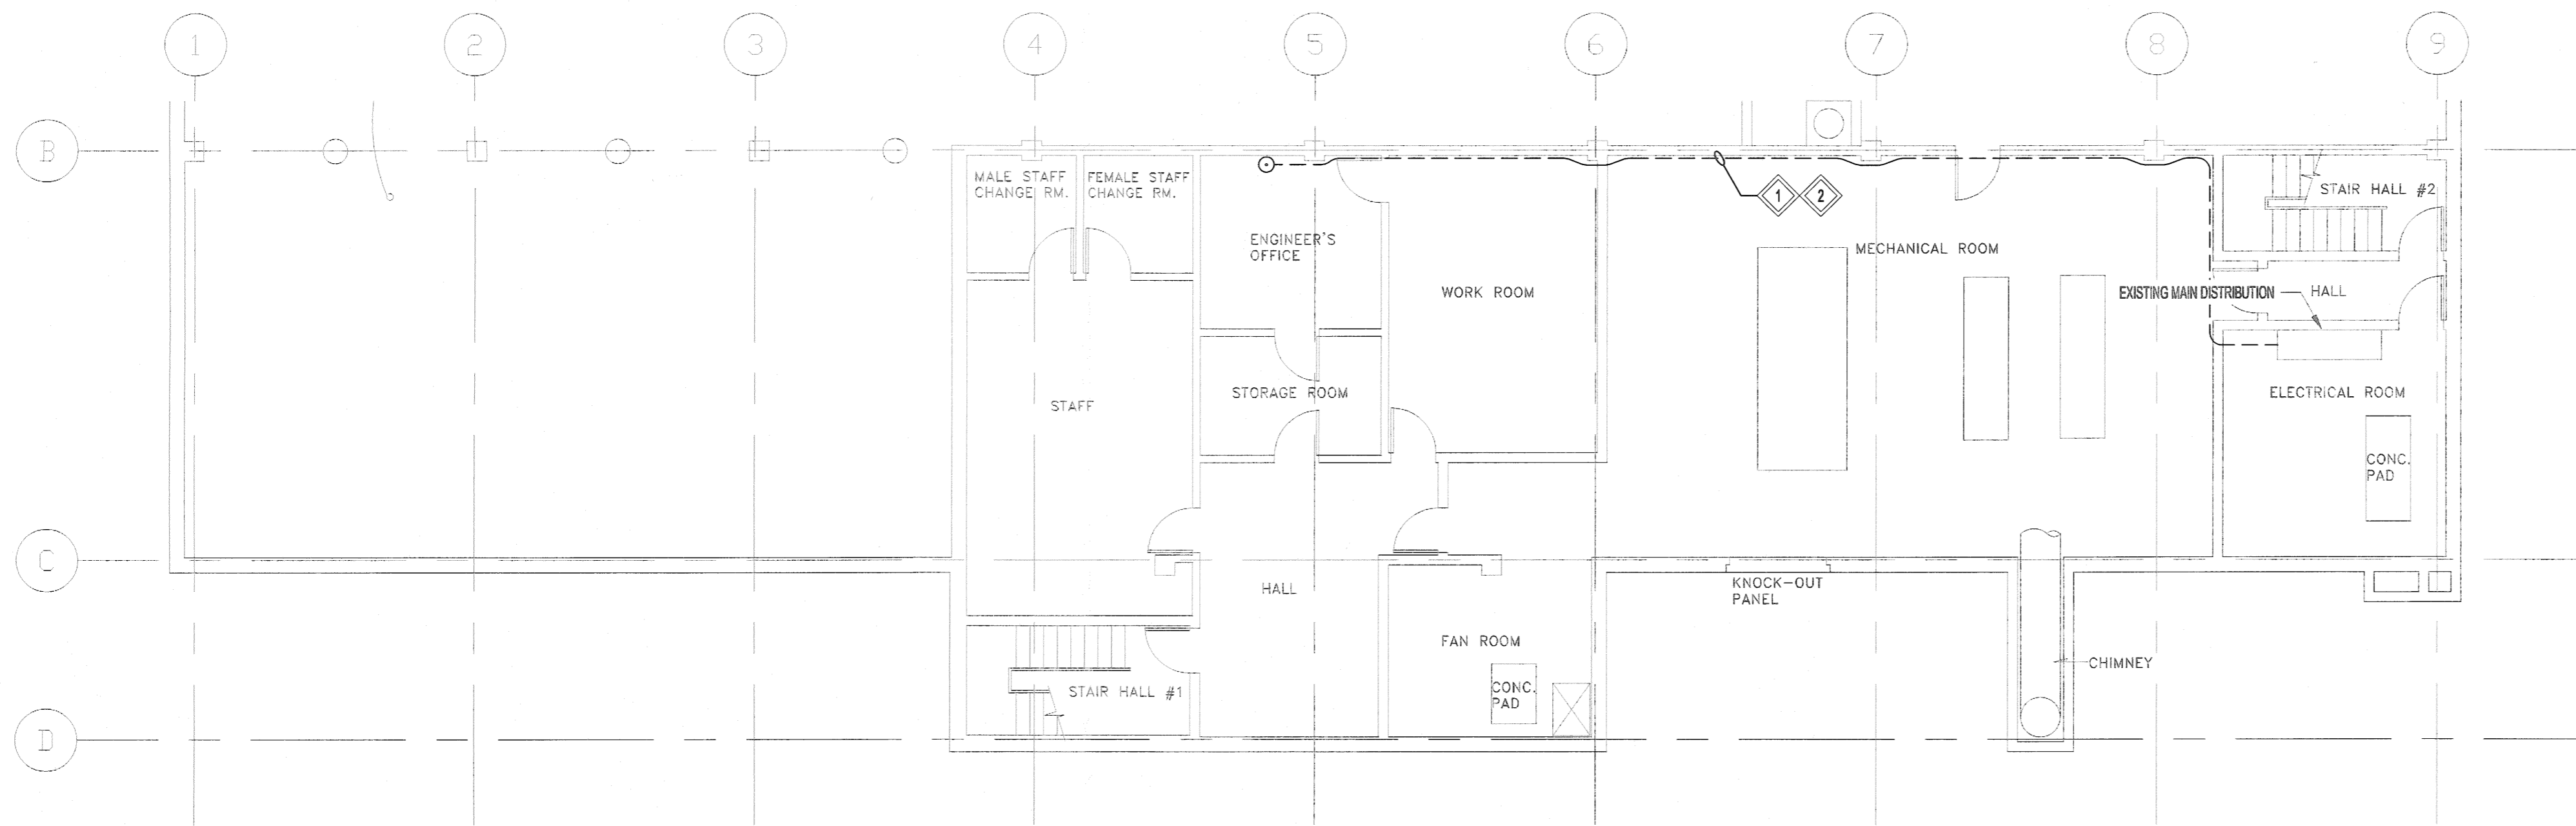 1 2 3 4 5 6 7 8 9
B
MALE STAFF
CHANGE RM.
FEMALE STAFF
CHANGE RM.
1 2
STAIR HALL #2
ENGINEER'S
OFFICE
MECHANICAL ROOM
WORK ROOM
EXISTING MAIN DISTRIBUTION
HALL
STORAGE ROOM
ELECTRICAL ROOM
STAFF
CONC.
PAD
C
HALL
KNOCK-OUT
PANEL
FAN ROOM
CHIMNEY
STAIR HALL #1
CONC.
PAD
D